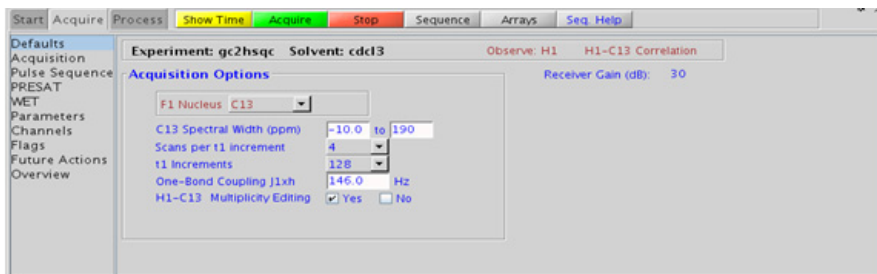 Start Acquire Process Show Time Acquire Stop Sequence Arrays Seq. Help
Defaults
Acquisition
Pulse Sequence
PRESAT
WET
Parameters
Channels
Flags
Future Actions
Overview
Experiment: gc2hsqc Solvent: cdcl3 Observe: H1 H1-C13 Correlation
Acquisition Options Receiver Gain (dB): 30
F1 Nucleus C13
C13 Spectral Width (ppm) -10.0 to 190
Scans per t1 increment 4
t1 Increments 128
One-Bond Coupling J1xh 146.0 Hz
H1-C13 Multiplicity Editing Yes No